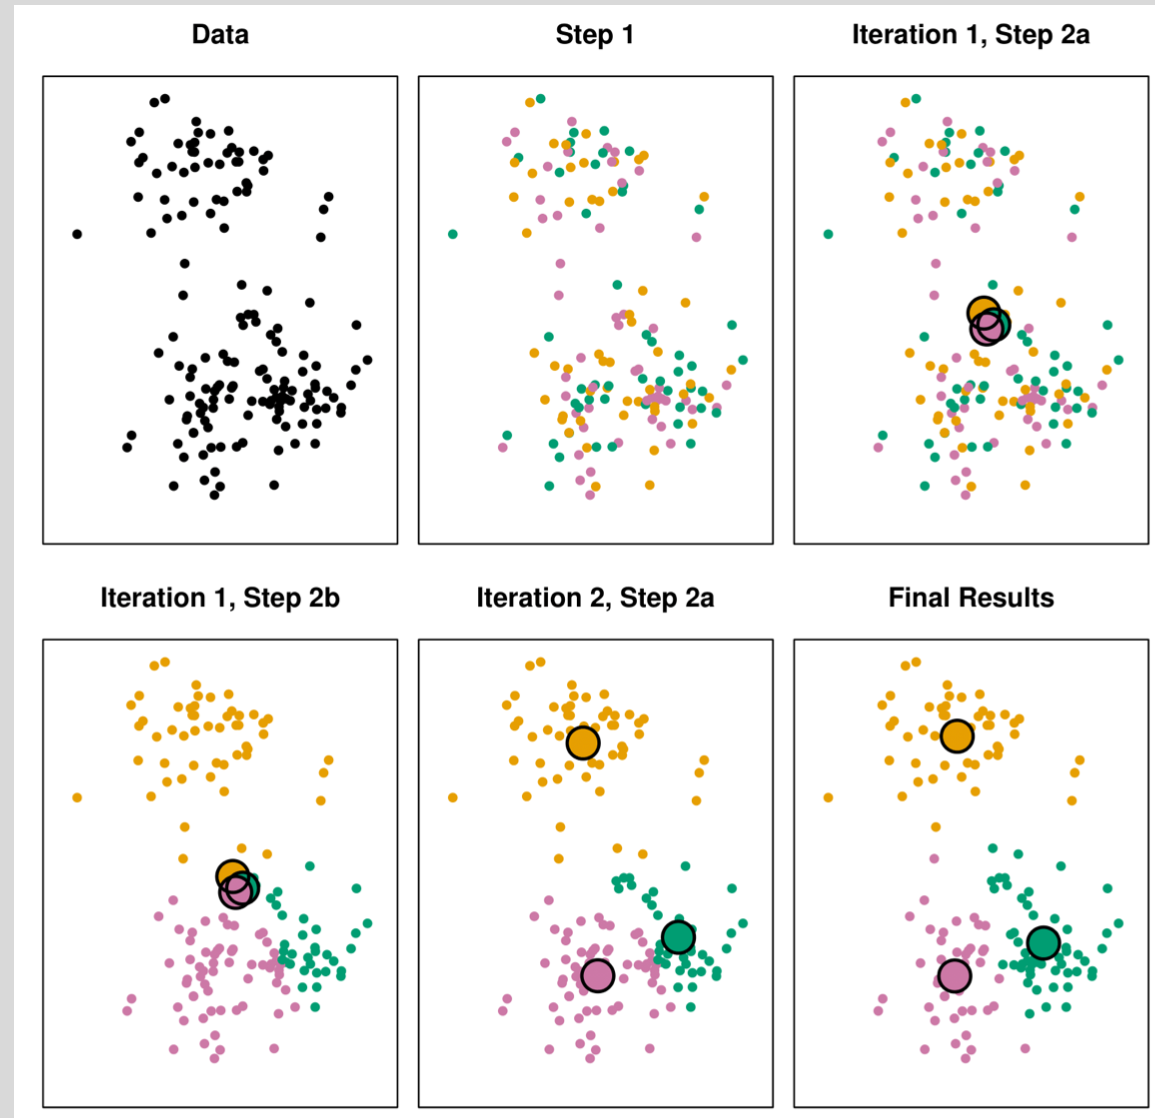 Data
Step 1
Iteration 1, Step 2a
Iteration 1, Step 2b
Iteration 2, Step 2a
Final Results